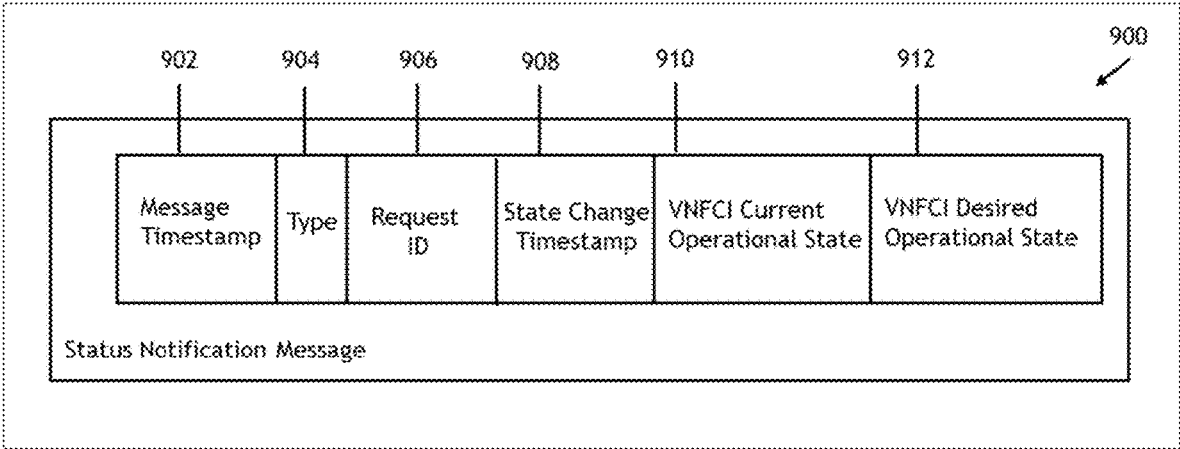 900
902 904 906 908 910 912
Message
Timestamp
Type
Request
ID
State Change
Timestamp
VNFCI Current
Operational State
VNFCI Desired
Operational State
Status Notification Message